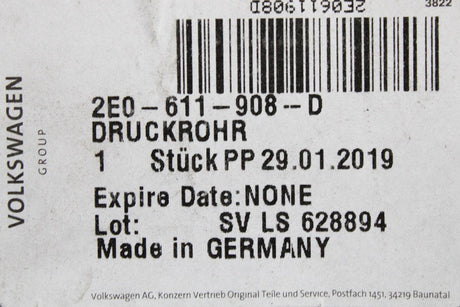 2E0611908D
3822
2E0-611-908--D
DRUCKROHR
1 Stück PP 29.01.2019
Expire Date: NONE
Lot: SV LS 628894
Made in GERMANY
VOLKSWAGEN
GROUP
Volkswagen AG, Konzern Vertrieb Original Teile und Service, Postfach 1451, 34219 Baunatal